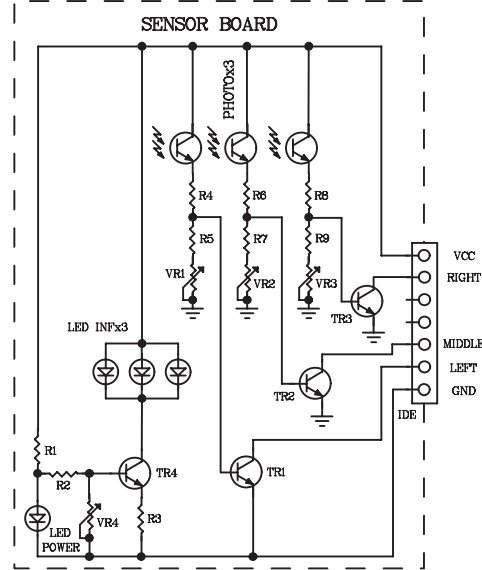 SENSOR BOARD
PHOTOx3
R4
R6
R8
R5
R7
R9
VR1
VR2
VR3
VCC
RIGHT
TR3
LED INFx3
MIDDLE
LEFT
TR2
GND
IDE
R1
R2
TR4
TR1
VR4
R3
LED
POWER